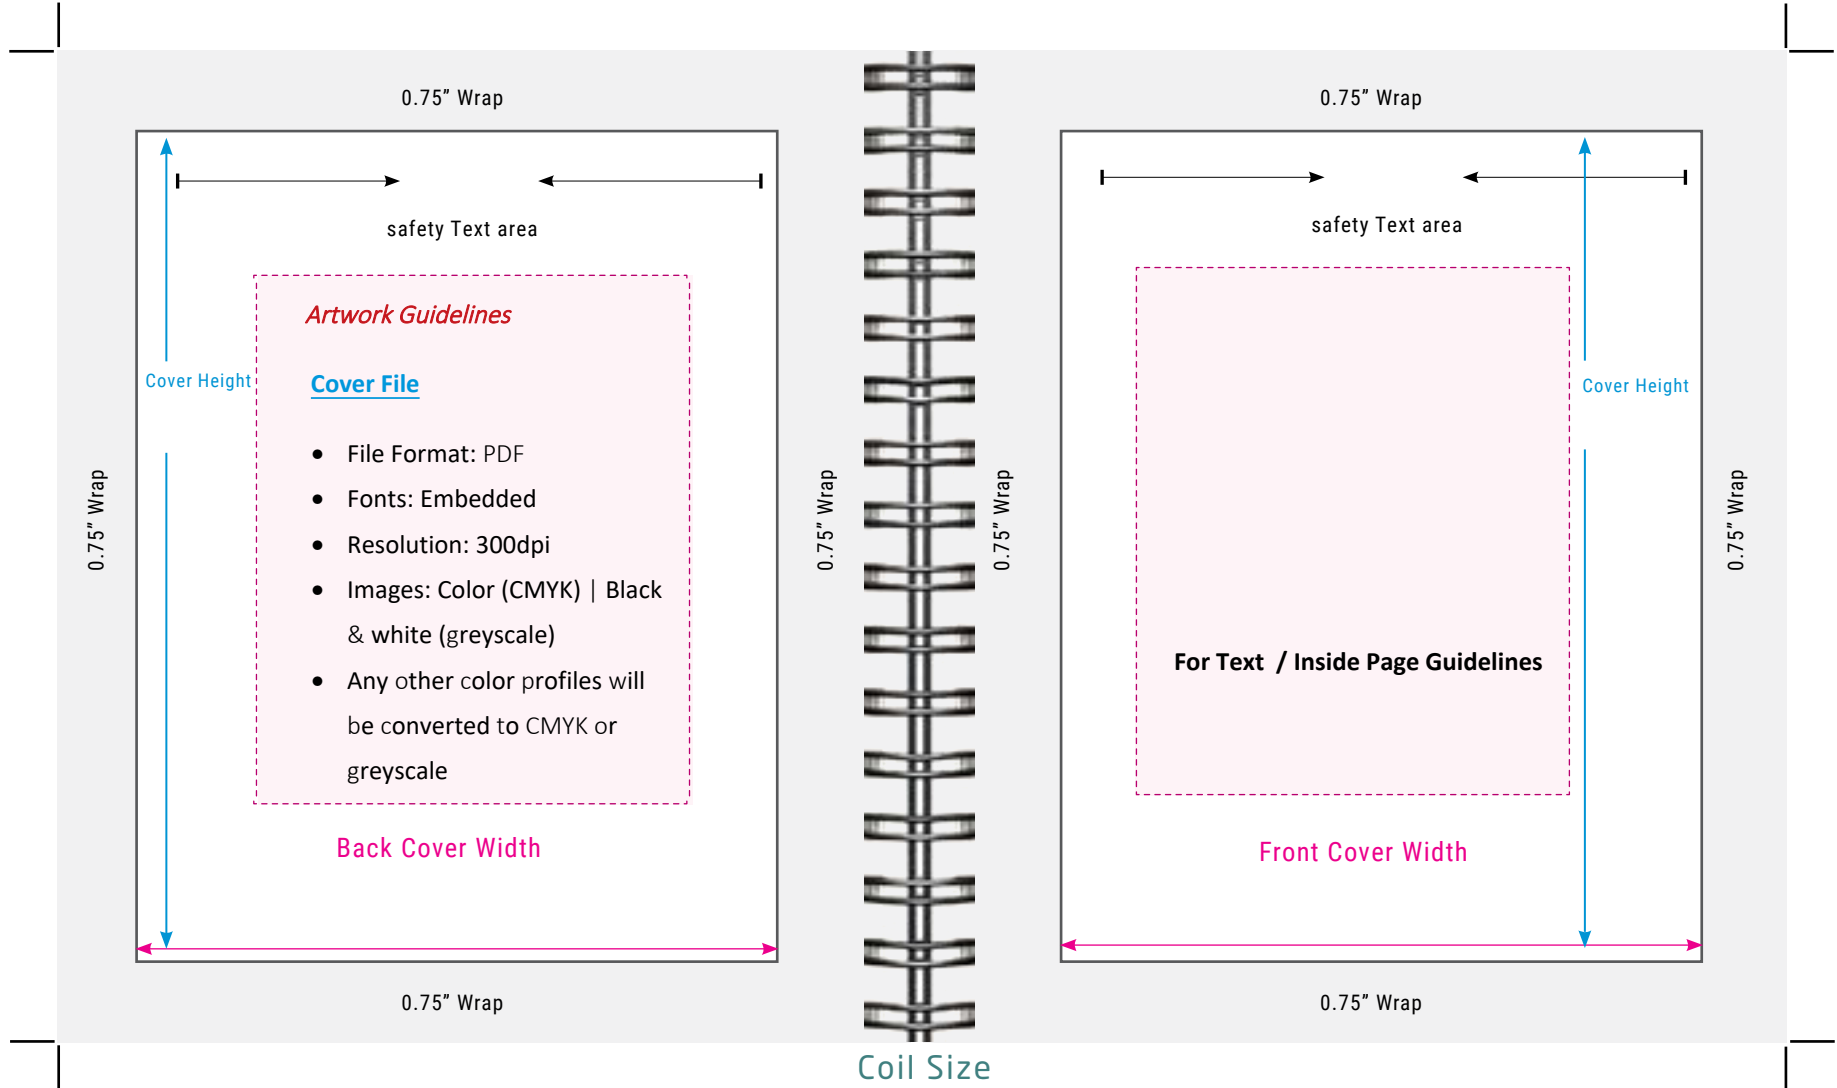 0.75” Wrap
0.75” Wrap
safety Text area
safety Text area
Artwork Guidelines
Cover Height
Cover File
Cover Height
• File Format: PDF
• Fonts: Embedded
• Resolution: 300dpi
• Images: Color (CMYK) | Black
& white (greyscale)
• Any other color profiles will
be converted to CMYK or
greyscale
0.75” Wrap
0.75” Wrap
0.75” Wrap
0.75” Wrap
For Text / Inside Page Guidelines
Back Cover Width
Front Cover Width
0.75” Wrap
0.75” Wrap
Coil Size